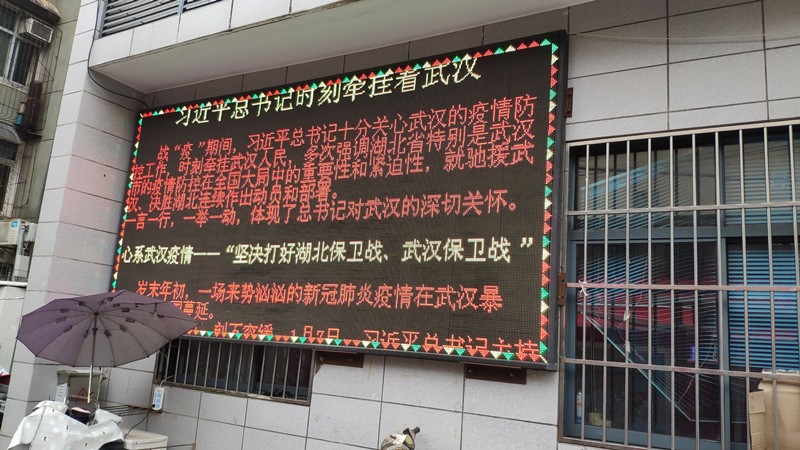 习近平总书记时刻牵挂着武汉
战“疫”期间，习近平总书记十分关心武汉的疫情防
控工作，时刻牵挂武汉人民，多次强调湖北省特别是武汉
市的疫情防控在全国大局中的重要性和紧迫性，就驰援武
汉、决胜湖北连续作出动员和部署。
一言一行，一举一动，体现了总书记对武汉的深切关怀。
心系武汉疫情——“坚决打好湖北保卫战、武汉保卫战 ”
岁末年初，一场来势汹汹的新冠肺炎疫情在武汉暴
蔓延。
刻不容缓，1月7日，习近平总书记主持